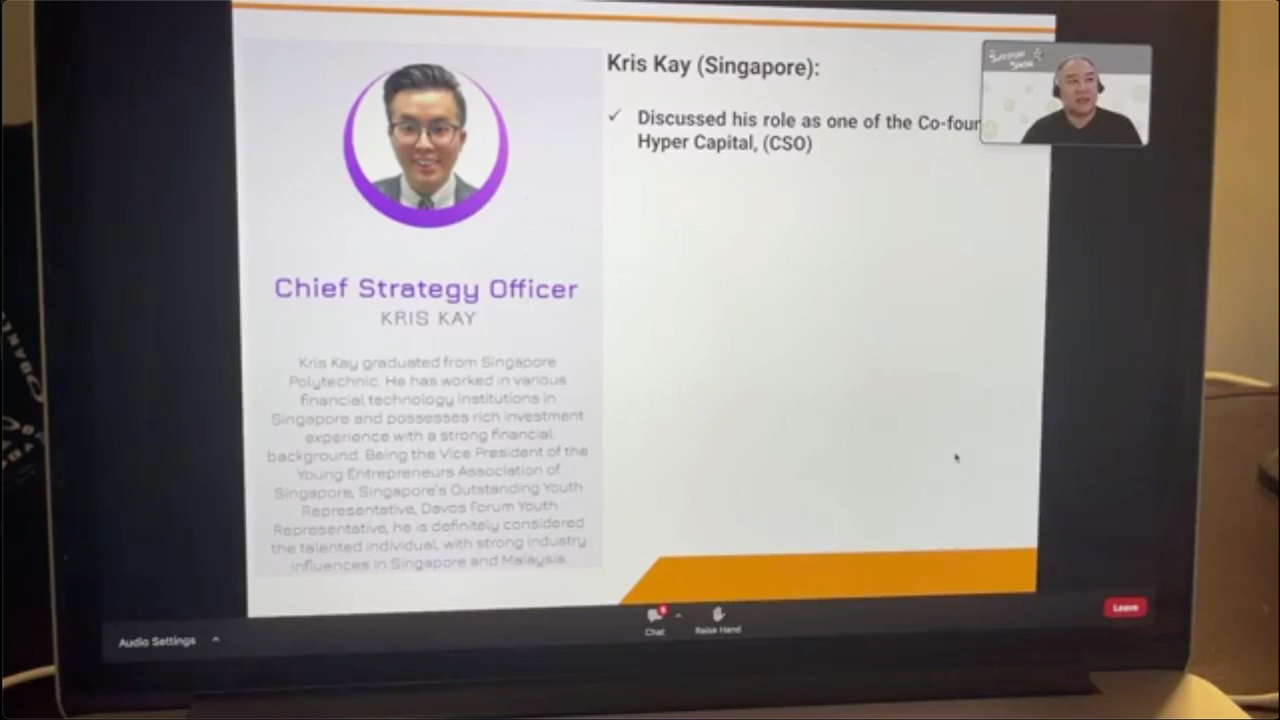 Kris Kay (Singapore):
✓ Discussed his role as one of the Co-foun
Hyper Capital, (CSO)
Chief Strategy Officer
KRIS KAY
Kris Kay graduated from Singapore
Polytechnic. He has worked in various
financial technology institutions in
Singapore and possesses rich investment
experience with a strong financial
background. Being the Vice President of the
Young Entrepreneurs Association of
Singapore, Singapore's Outstanding Youth
Representative, Davos Forum Youth
Representative, he is definitely considered
the talented individual, with strong industry
influences in Singapore and Malaysia.
Audio Settings
Chat
Raise Hand
Leave